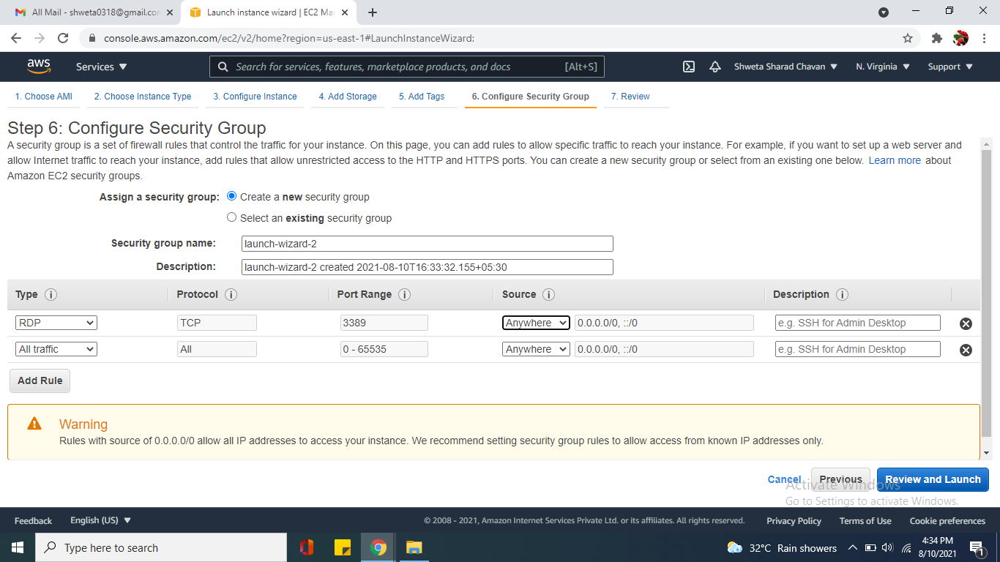 All Mail - shweta0318@gmail.co
Launch instance wizard | EC2 Ma
console.aws.amazon.com/ec2/v2/home?region=us-east-1#LaunchInstanceWizard:
aws Services Search for services, features, marketplace products, and docs [Alt+S] Shweta Sharad Chavan N. Virginia Support
1. Choose AMI 2. Choose Instance Type 3. Configure Instance 4. Add Storage 5. Add Tags 6. Configure Security Group 7. Review
Step 6: Configure Security Group
A security group is a set of firewall rules that control the traffic for your instance. On this page, you can add rules to allow specific traffic to reach your instance. For example, if you want to set up a web server and
allow Internet traffic to reach your instance, add rules that allow unrestricted access to the HTTP and HTTPS ports. You can create a new security group or select from an existing one below. Learn more about
Amazon EC2 security groups.
Assign a security group: Create a new security group
Select an existing security group
Security group name: launch-wizard-2
Description: launch-wizard-2 created 2021-08-10T16:33:32.155+05:30
Type i Protocol i Port Range i Source i Description i
RDP TCP 3389 Anywhere 0.0.0.0/0, ::/0 e.g. SSH for Admin Desktop
All traffic All 0 - 65535 Anywhere 0.0.0.0/0, ::/0 e.g. SSH for Admin Desktop
Add Rule
Warning
Rules with source of 0.0.0.0/0 allow all IP addresses to access your instance. We recommend setting security group rules to allow access from known IP addresses only.
Cancel Previous Review and Launch
Activate Windows
Go to Settings to activate Windows.
Feedback English (US) © 2008 - 2021, Amazon Internet Services Private Ltd. or its affiliates. All rights reserved. Privacy Policy Terms of Use Cookie preferences
Type here to search 32°C Rain showers 4:34 PM
8/10/2021 1